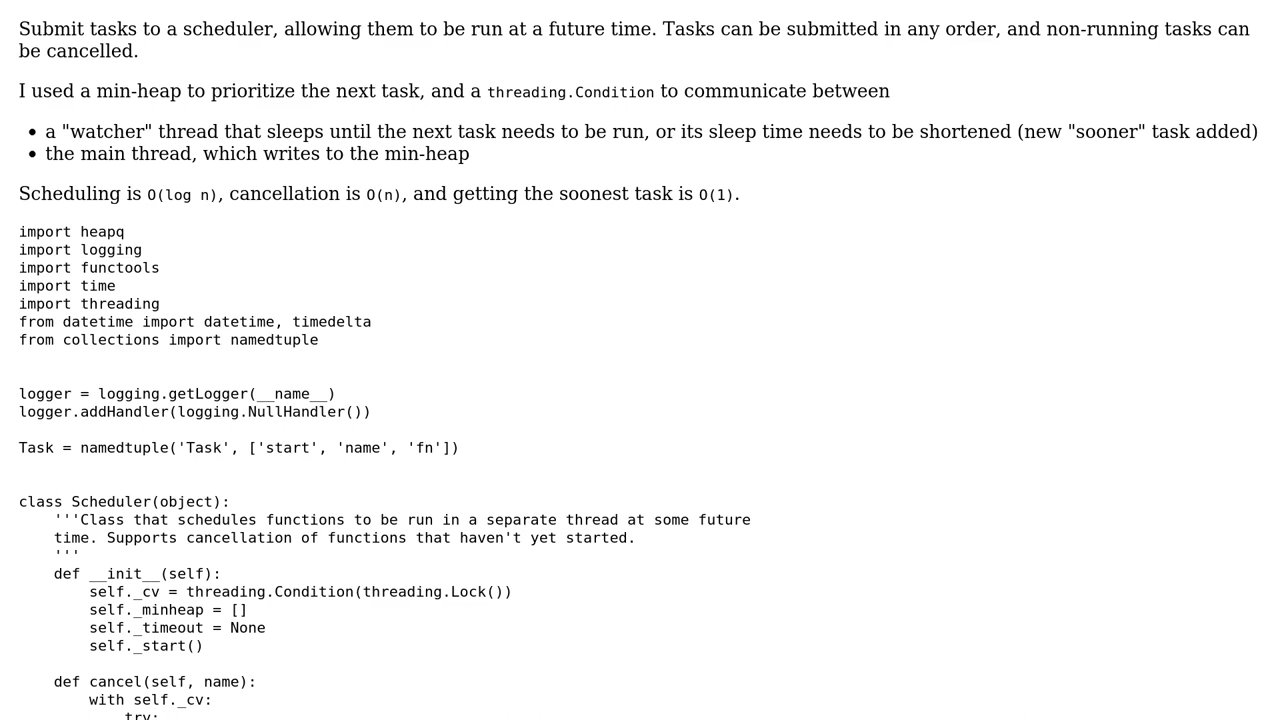 Submit tasks to a scheduler, allowing them to be run at a future time. Tasks can be submitted in any order, and non-running tasks can
be cancelled.
I used a min-heap to prioritize the next task, and a threading.Condition to communicate between
• a "watcher" thread that sleeps until the next task needs to be run, or its sleep time needs to be shortened (new "sooner" task added)
• the main thread, which writes to the min-heap
Scheduling is O(log n), cancellation is O(n), and getting the soonest task is O(1).
import heapq
import logging
import functools
import time
import threading
from datetime import datetime, timedelta
from collections import namedtuple
logger = logging.getLogger(__name__)
logger.addHandler(logging.NullHandler())
Task = namedtuple('Task', ['start', 'name', 'fn'])
class Scheduler(object):
    '''Class that schedules functions to be run in a separate thread at some future
    time. Supports cancellation of functions that haven't yet started.
    '''
    def __init__(self):
        self._cv = threading.Condition(threading.Lock())
        self._minheap = []
        self._timeout = None
        self._start()
    def cancel(self, name):
        with self._cv:
            try: